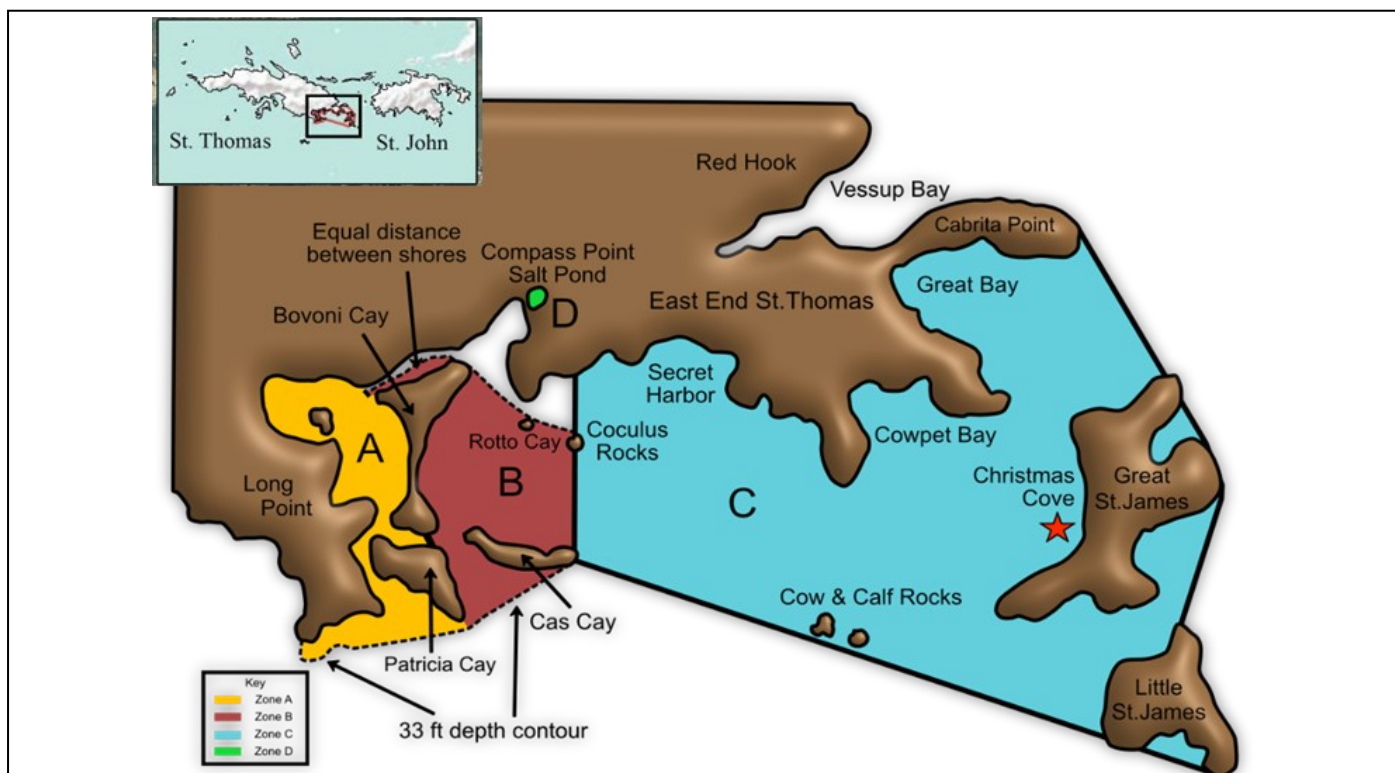 St. Thomas
St. John
Red Hook
Vessup Bay
Cabrita Point
Equal distance
between shores
Compass Point
Salt Pond
D
East End St.Thomas
Great Bay
Bovoni Cay
Secret
Harbor
A
Rotto Cay
Coculus
Rocks
Cowpet Bay
B
C
Long
Point
Christmas
Cove
Great
St.James
Cow & Calf Rocks
Cas Cay
Patricia Cay
Little
St.James
33 ft depth contour
Key
Zone A
Zone B
Zone C
Zone D